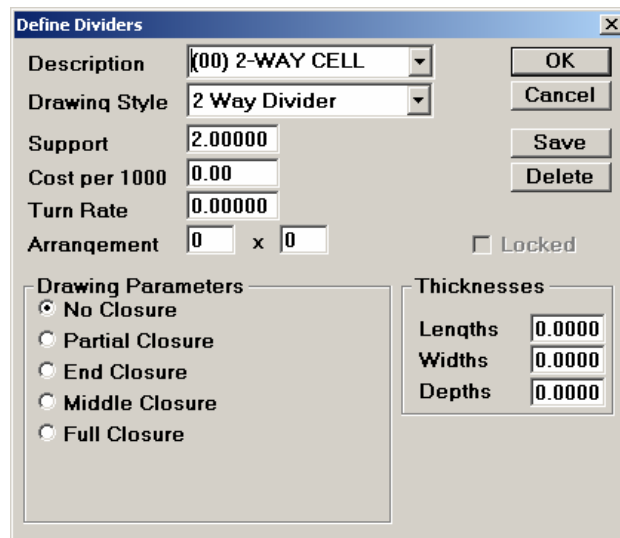 Define Dividers
Description (00) 2-WAY CELL
Drawing Style 2 Way Divider
Support 2.00000
Cost per 1000 0.00
Turn Rate 0.00000
Arrangement 0 x 0
OK
Cancel
Save
Delete
Locked
Drawing Parameters
No Closure
Partial Closure
End Closure
Middle Closure
Full Closure
Thicknesses
Lengths 0.0000
Widths 0.0000
Depths 0.0000